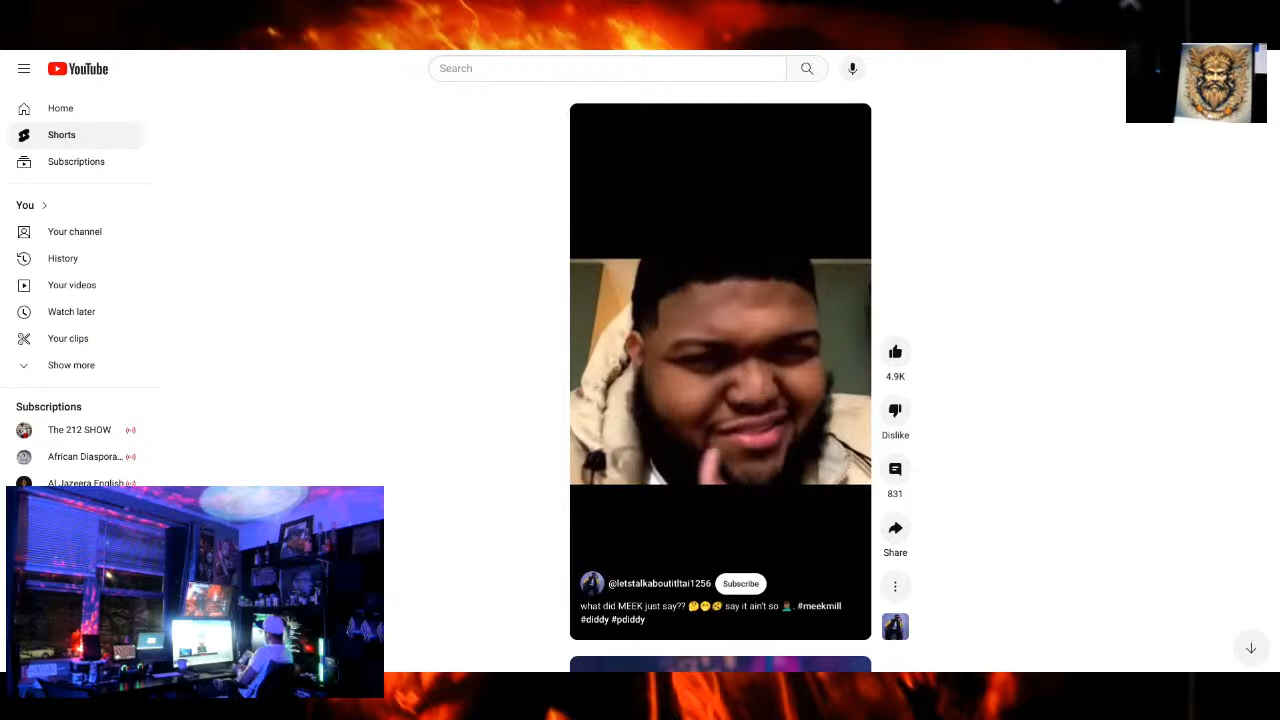 YouTube
Search
Home
Shorts
Subscriptions
You
Your channel
History
Your videos
Watch later
Your clips
Show more
Subscriptions
The 212 SHOW
African Diaspora...
Al Jazeera English
4.9K
Dislike
831
Share
@letstalkaboutitltai1256 Subscribe
what did MEEK just say?? 🤔🤭🤣 say it ain't so 🤦🏾‍♂️. #meekmill
#diddy #pdiddy